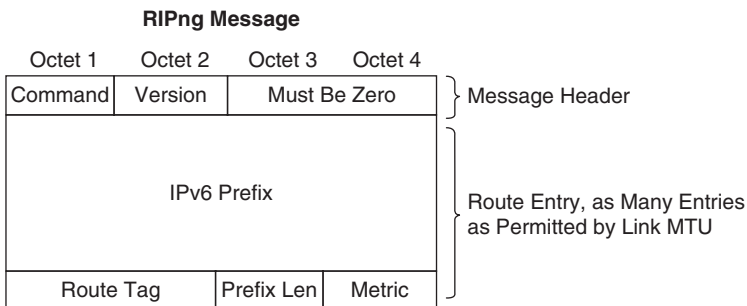 RIPng Message
Octet 1 Octet 2 Octet 3 Octet 4
Command Version Must Be Zero Message Header
IPv6 Prefix
Route Entry, as Many Entries
as Permitted by Link MTU
Route Tag Prefix Len Metric